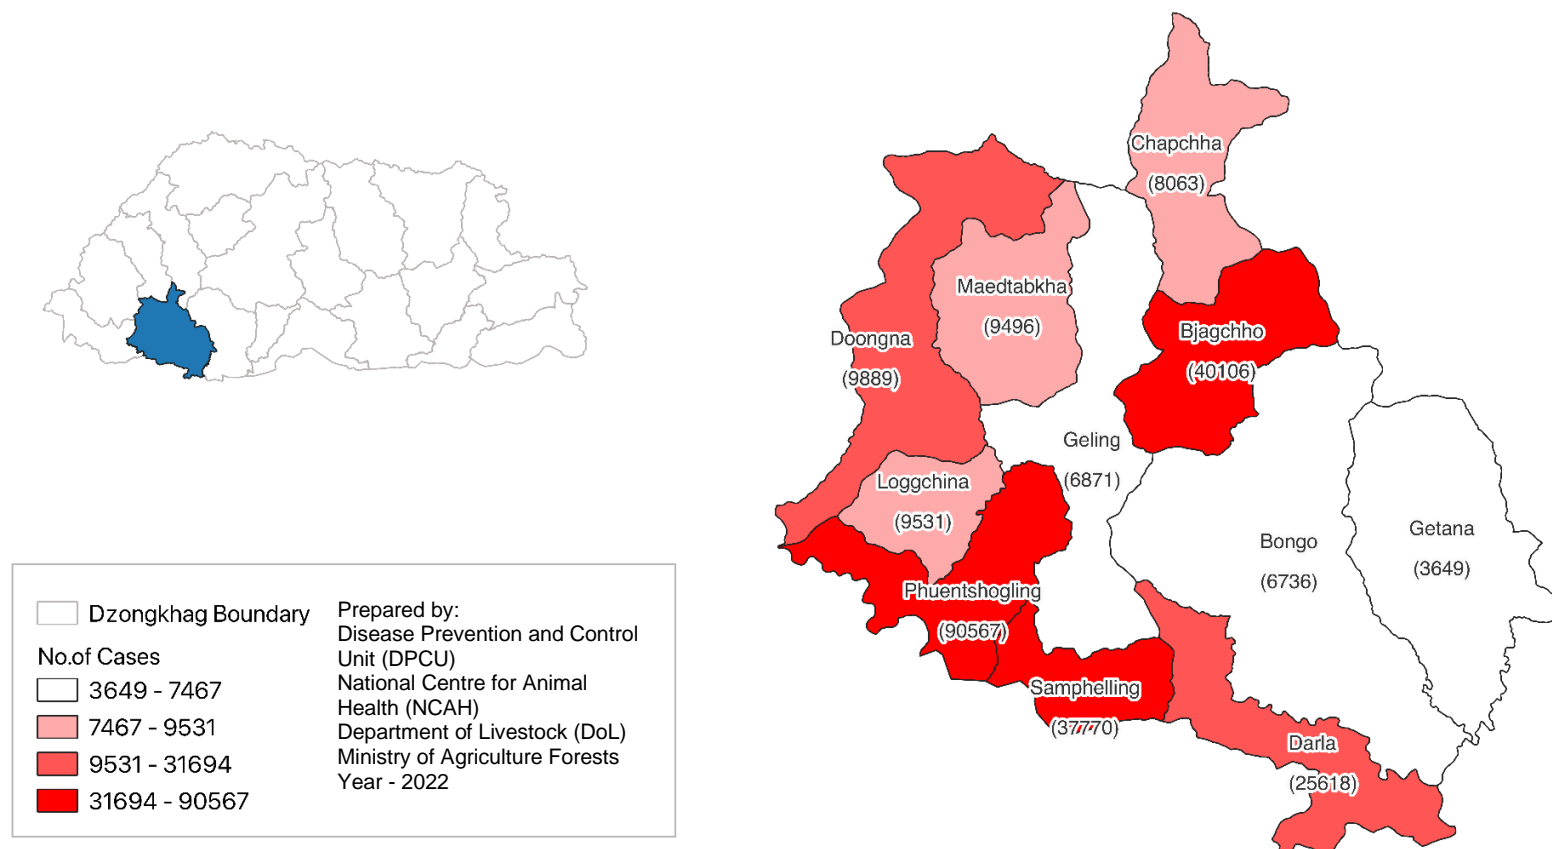 Chapchha
(8063)
Maedtabkha
(9496)
Bjagchho
(40106)
Doongna
(9889)
Geling
(6871)
Loggchina
(9531)
Bongo
(6736)
Getana
(3649)
Phuentshogling
(90567)
Samphelling
(37770)
Darla
(25618)
Dzongkhag Boundary
No.of Cases
3649 - 7467
7467 - 9531
9531 - 31694
31694 - 90567
Prepared by:
Disease Prevention and Control
Unit (DPCU)
National Centre for Animal
Health (NCAH)
Department of Livestock (DoL)
Ministry of Agriculture Forests
Year - 2022